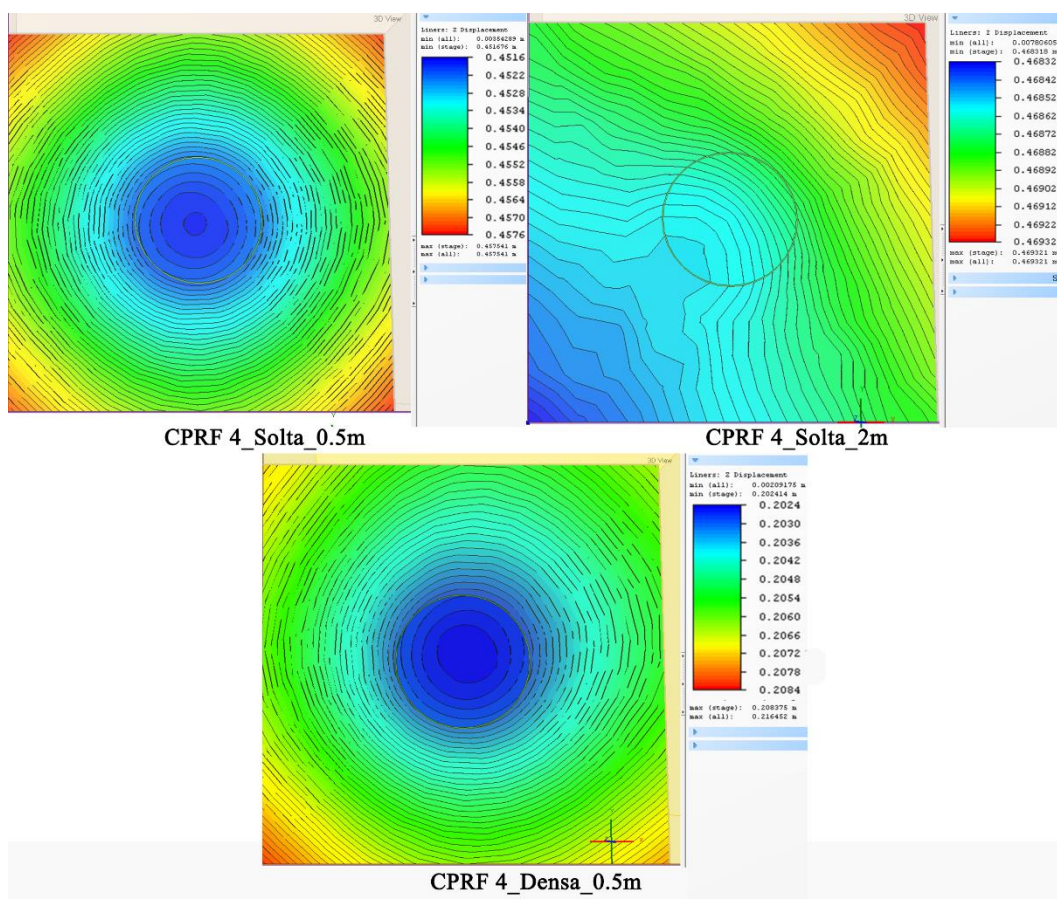 3D View
Liners: Z Displacement
min (all): 0.00354289 m
min (stage): 0.451676 m
0.4516
0.4522
0.4528
0.4534
0.4540
0.4552
0.4558
0.4564
0.4570
0.4576
max (stage): 0.457541 m
max (all): 0.457541 m
CPRF 4_Solta_0.5m
3D View
Liners: Z Displacement
min (all): 0.00780605 m
min (stage): 0.468318 m
0.46832
0.46842
0.46852
0.46862
0.46872
0.46882
0.46892
0.46902
0.46912
0.46922
0.46932
max (stage): 0.469321 m
max (all): 0.469321 m
S
CPRF 4_Solta_2m
3D View
Liners: Z Displacement
min (all): 0.00209175 m
min (stage): 0.202414 m
0.2024
0.2030
0.2036
0.2042
0.2048
0.2054
0.2060
0.2066
0.2072
0.2078
0.2084
max (stage): 0.208375 m
max (all): 0.216452 m
CPRF 4_Densa_0.5m